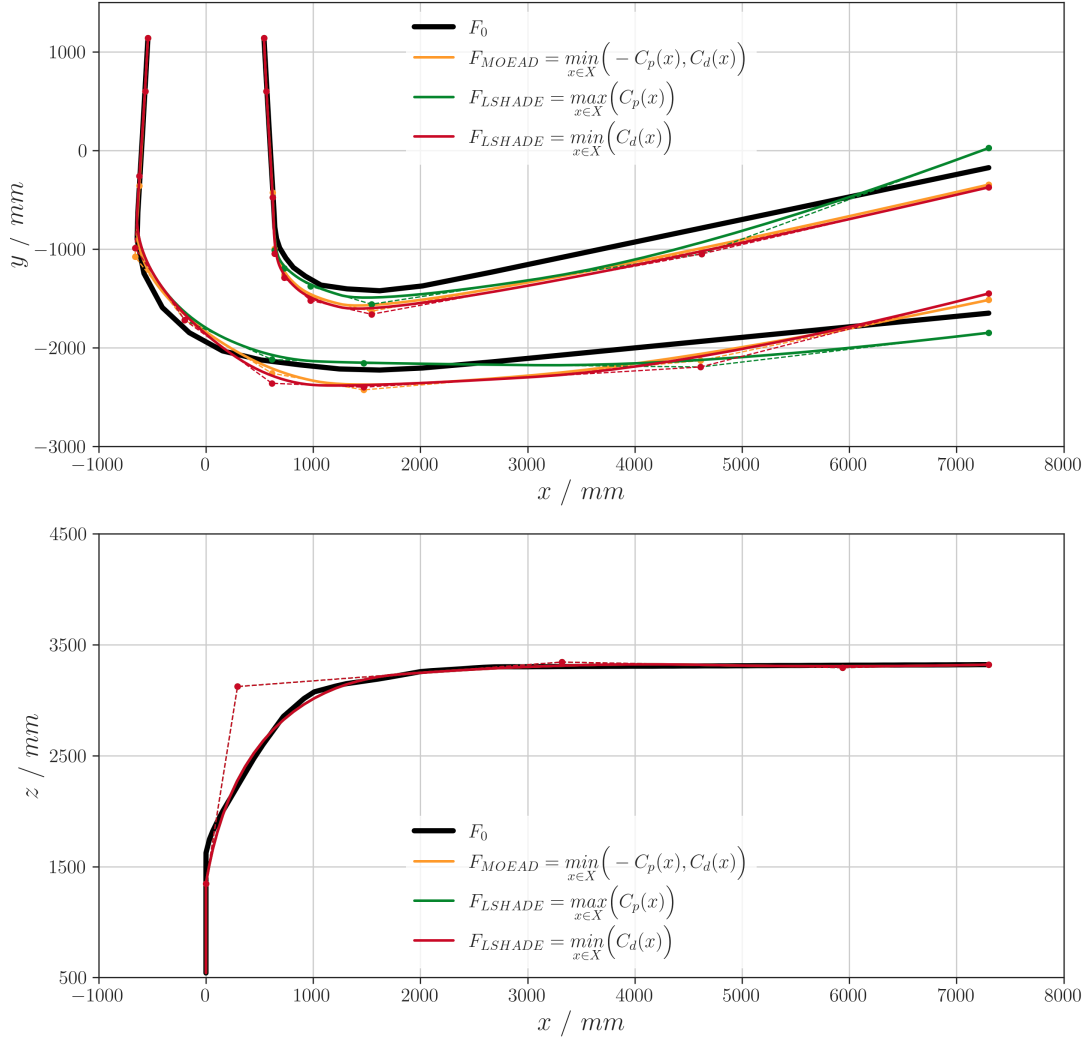 1000
0
−1000
−2000
−3000
y / mm
F_0
F_{MOEAD} = min_{x∈X}(− C_p(x), C_d(x))
F_{LSHADE} = max_{x∈X}(C_p(x))
F_{LSHADE} = min_{x∈X}(C_d(x))
−1000 0 1000 2000 3000 4000 5000 6000 7000 8000
x / mm
4500
3500
2500
1500
500
z / mm
F_0
F_{MOEAD} = min_{x∈X}(− C_p(x), C_d(x))
F_{LSHADE} = max_{x∈X}(C_p(x))
F_{LSHADE} = min_{x∈X}(C_d(x))
−1000 0 1000 2000 3000 4000 5000 6000 7000 8000
x / mm